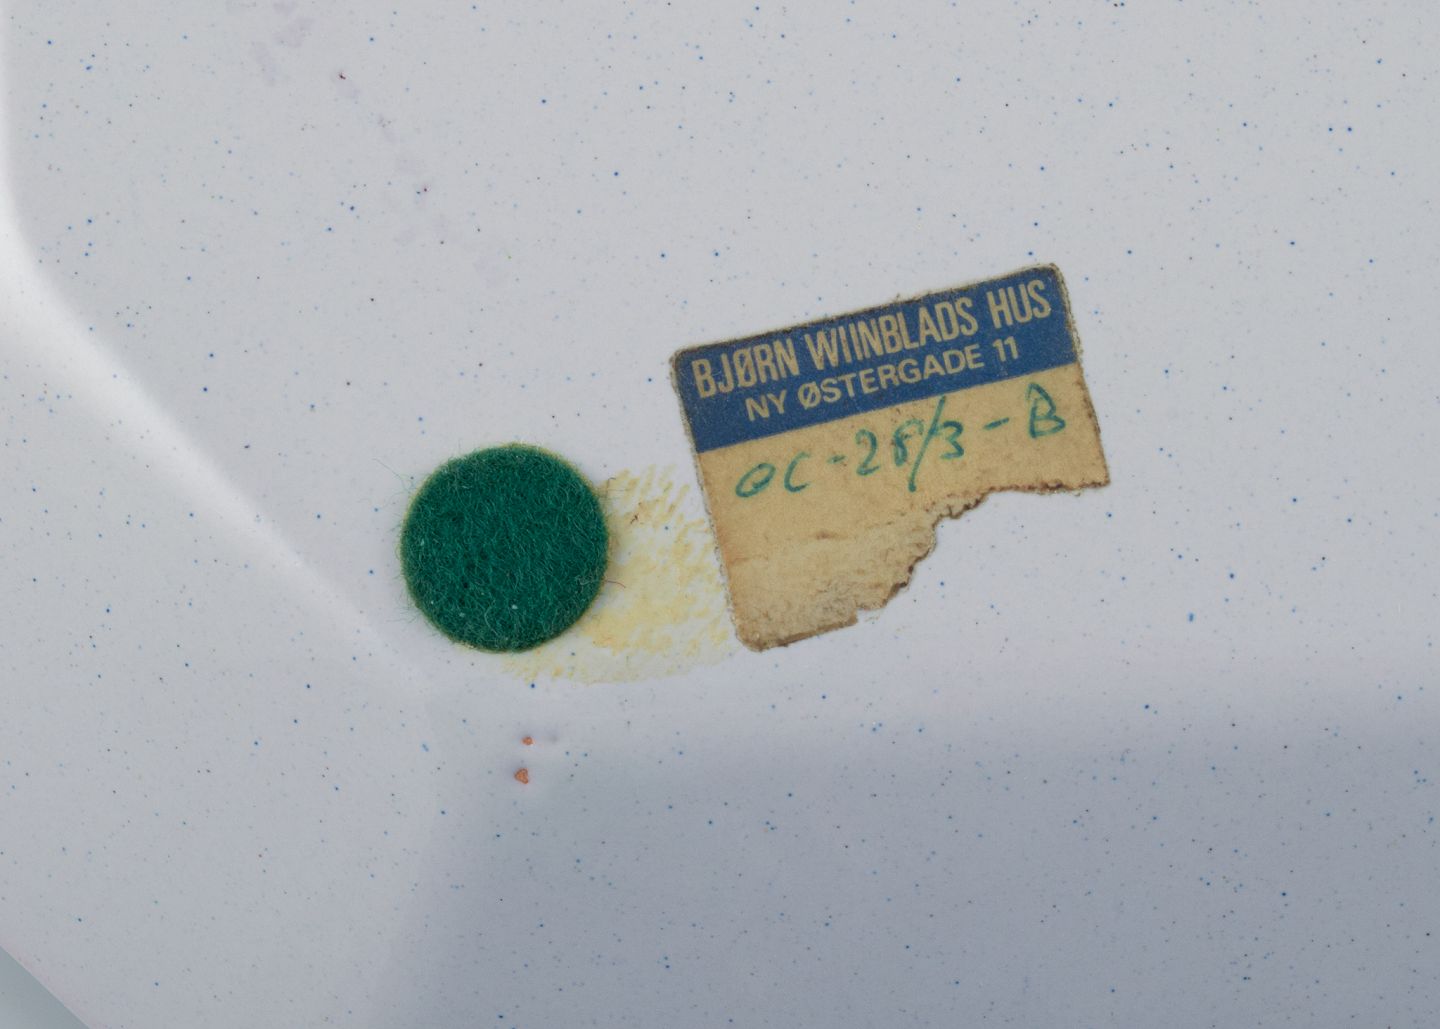 BJØRN WIINBLADS HUS
NY ØSTERGADE 11
OC-28/3-B